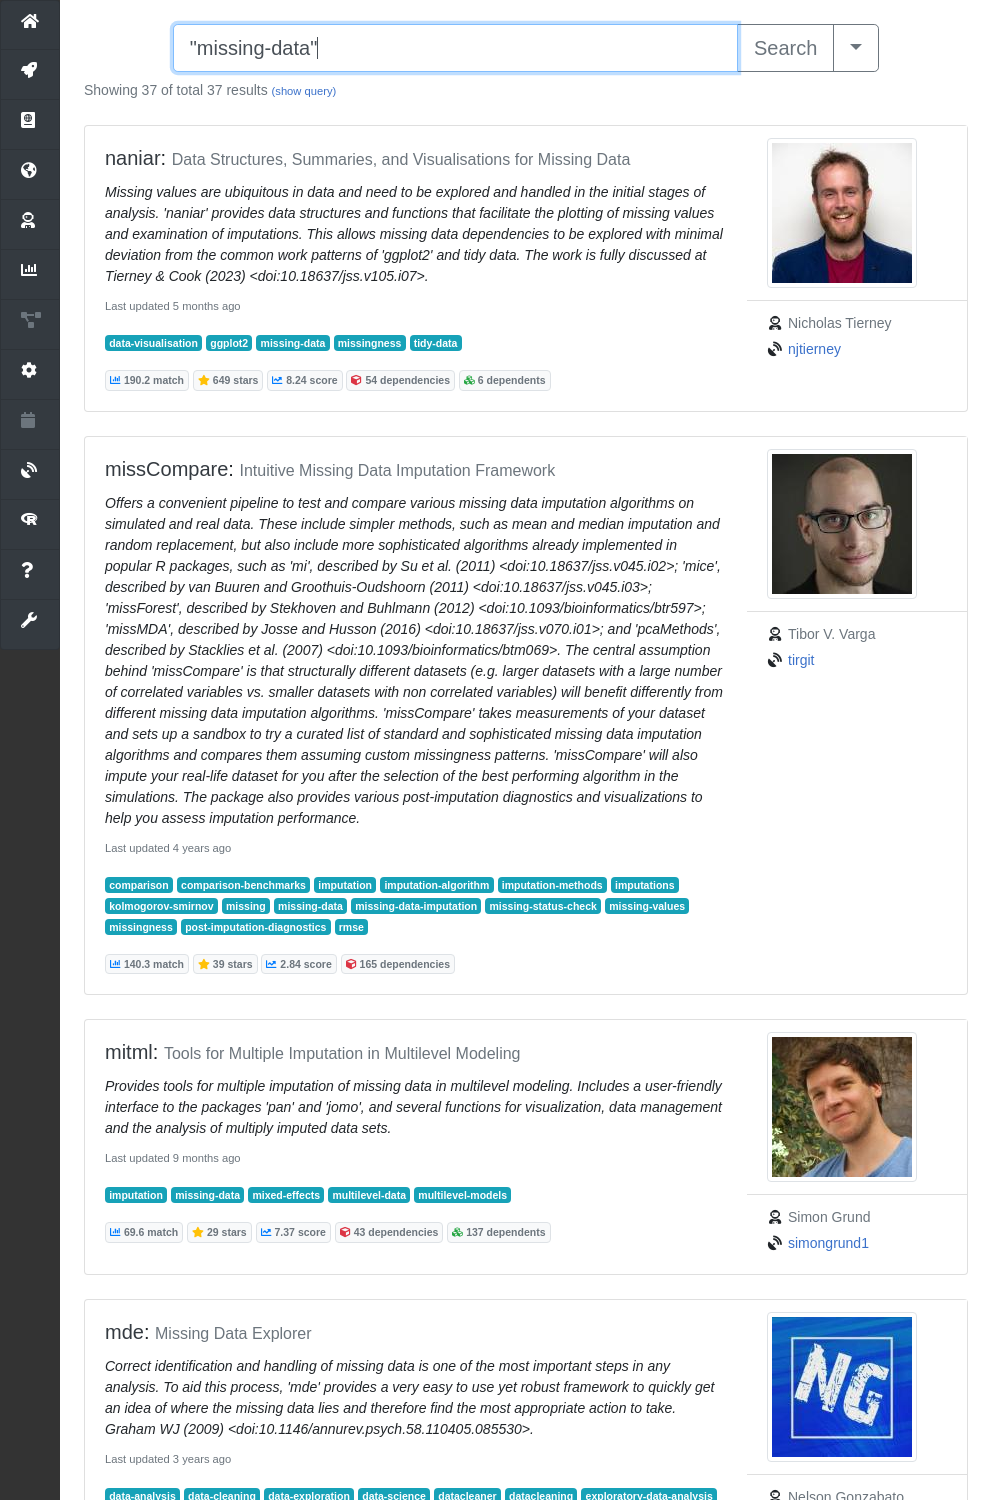 "missing-data"
Search
Showing 37 of total 37 results (show query)
naniar: Data Structures, Summaries, and Visualisations for Missing Data
Missing values are ubiquitous in data and need to be explored and handled in the initial stages of
analysis. 'naniar' provides data structures and functions that facilitate the plotting of missing values
and examination of imputations. This allows missing data dependencies to be explored with minimal
deviation from the common work patterns of 'ggplot2' and tidy data. The work is fully discussed at
Tierney & Cook (2023) <doi:10.18637/jss.v105.i07>.
Last updated 5 months ago
data-visualisation ggplot2 missing-data missingness tidy-data
190.2 match 649 stars 8.24 score 54 dependencies 6 dependents
Nicholas Tierney
njtierney
missCompare: Intuitive Missing Data Imputation Framework
Offers a convenient pipeline to test and compare various missing data imputation algorithms on
simulated and real data. These include simpler methods, such as mean and median imputation and
random replacement, but also include more sophisticated algorithms already implemented in
popular R packages, such as 'mi', described by Su et al. (2011) <doi:10.18637/jss.v045.i02>; 'mice',
described by van Buuren and Groothuis-Oudshoorn (2011) <doi:10.18637/jss.v045.i03>;
'missForest', described by Stekhoven and Buhlmann (2012) <doi:10.1093/bioinformatics/btr597>;
'missMDA', described by Josse and Husson (2016) <doi:10.18637/jss.v070.i01>; and 'pcaMethods',
described by Stacklies et al. (2007) <doi:10.1093/bioinformatics/btm069>. The central assumption
behind 'missCompare' is that structurally different datasets (e.g. larger datasets with a large number
of correlated variables vs. smaller datasets with non correlated variables) will benefit differently from
different missing data imputation algorithms. 'missCompare' takes measurements of your dataset
and sets up a sandbox to try a curated list of standard and sophisticated missing data imputation
algorithms and compares them assuming custom missingness patterns. 'missCompare' will also
impute your real-life dataset for you after the selection of the best performing algorithm in the
simulations. The package also provides various post-imputation diagnostics and visualizations to
help you assess imputation performance.
Last updated 4 years ago
comparison comparison-benchmarks imputation imputation-algorithm imputation-methods imputations
kolmogorov-smirnov missing missing-data missing-data-imputation missing-status-check missing-values
missingness post-imputation-diagnostics rmse
140.3 match 39 stars 2.84 score 165 dependencies
Tibor V. Varga
tirgit
mitml: Tools for Multiple Imputation in Multilevel Modeling
Provides tools for multiple imputation of missing data in multilevel modeling. Includes a user-friendly
interface to the packages 'pan' and 'jomo', and several functions for visualization, data management
and the analysis of multiply imputed data sets.
Last updated 9 months ago
imputation missing-data mixed-effects multilevel-data multilevel-models
69.6 match 29 stars 7.37 score 43 dependencies 137 dependents
Simon Grund
simongrund1
mde: Missing Data Explorer
Correct identification and handling of missing data is one of the most important steps in any
analysis. To aid this process, 'mde' provides a very easy to use yet robust framework to quickly get
an idea of where the missing data lies and therefore find the most appropriate action to take.
Graham WJ (2009) <doi:10.1146/annurev.psych.58.110405.085530>.
Last updated 3 years ago
data-analysis data-cleaning data-exploration data-science datacleaner datacleaning exploratory-data-analysis
NG
Nelson Gonzabato